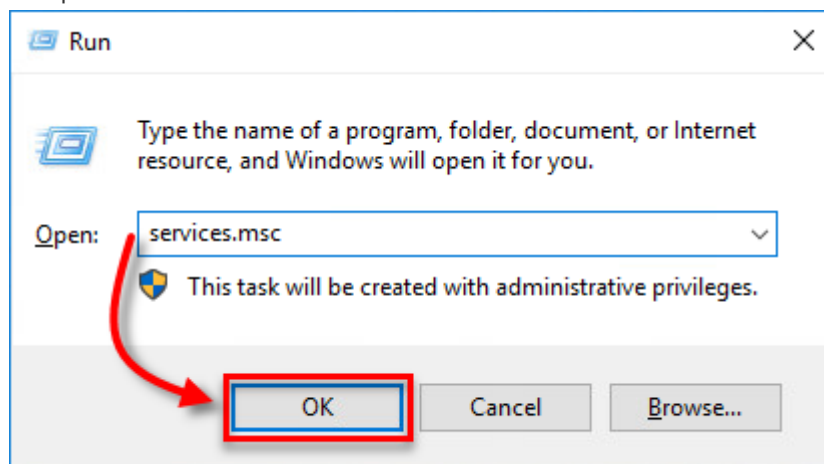 Run
Type the name of a program, folder, document, or Internet
resource, and Windows will open it for you.
Open: services.msc
This task will be created with administrative privileges.
OK Cancel Browse...